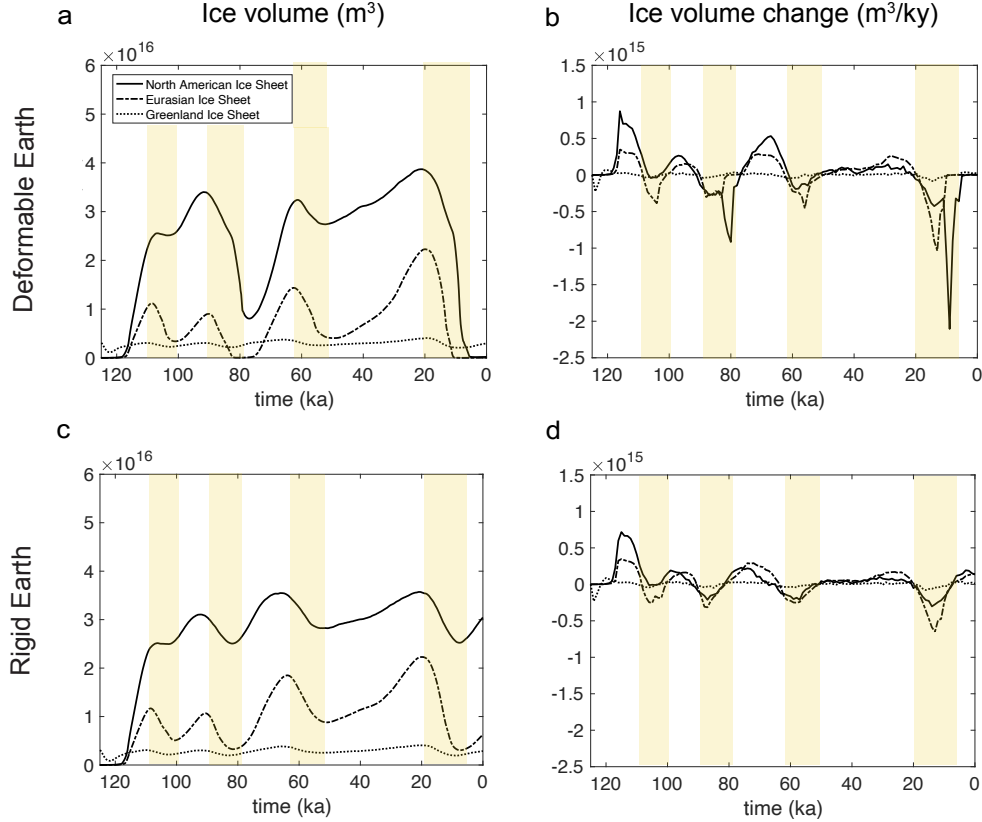 a
Ice volume (m³)
b
Ice volume change (m³/ky)
Deformable Earth
×10¹⁶
6
5
4
3
2
1
0
North American Ice Sheet
Eurasian Ice Sheet
Greenland Ice Sheet
120 100 80 60 40 20 0
time (ka)
×10¹⁵
1.5
1
0.5
0
-0.5
-1
-1.5
-2
-2.5
120 100 80 60 40 20 0
time (ka)
c
d
Rigid Earth
×10¹⁶
6
5
4
3
2
1
0
120 100 80 60 40 20 0
time (ka)
×10¹⁵
1.5
1
0.5
0
-0.5
-1
-1.5
-2
-2.5
120 100 80 60 40 20 0
time (ka)